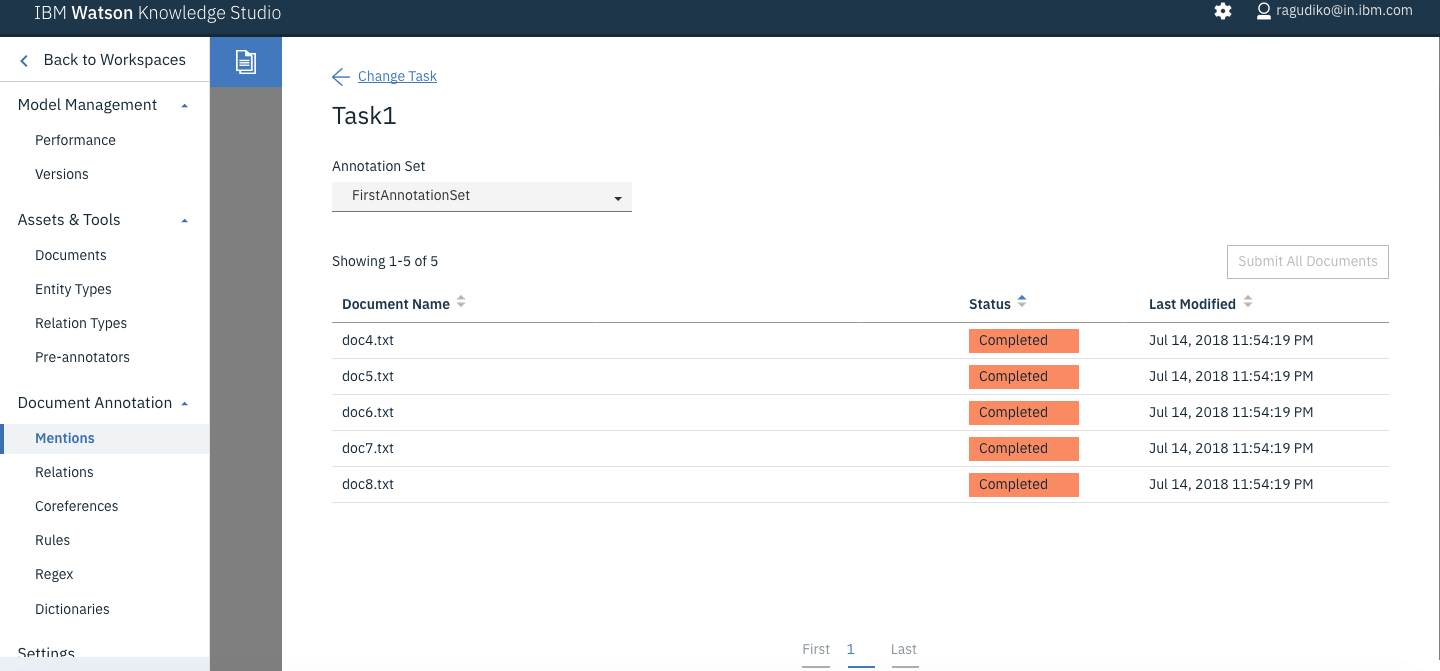 IBM Watson Knowledge Studio
ragudiko@in.ibm.com
Back to Workspaces
Model Management
Performance
Versions
Assets & Tools
Documents
Entity Types
Relation Types
Pre-annotators
Document Annotation
Mentions
Relations
Coreferences
Rules
Regex
Dictionaries
Settings
Change Task
Task1
Annotation Set
FirstAnnotationSet
Showing 1-5 of 5
Submit All Documents
Document Name Status Last Modified
doc4.txt Completed Jul 14, 2018 11:54:19 PM
doc5.txt Completed Jul 14, 2018 11:54:19 PM
doc6.txt Completed Jul 14, 2018 11:54:19 PM
doc7.txt Completed Jul 14, 2018 11:54:19 PM
doc8.txt Completed Jul 14, 2018 11:54:19 PM
First 1 Last